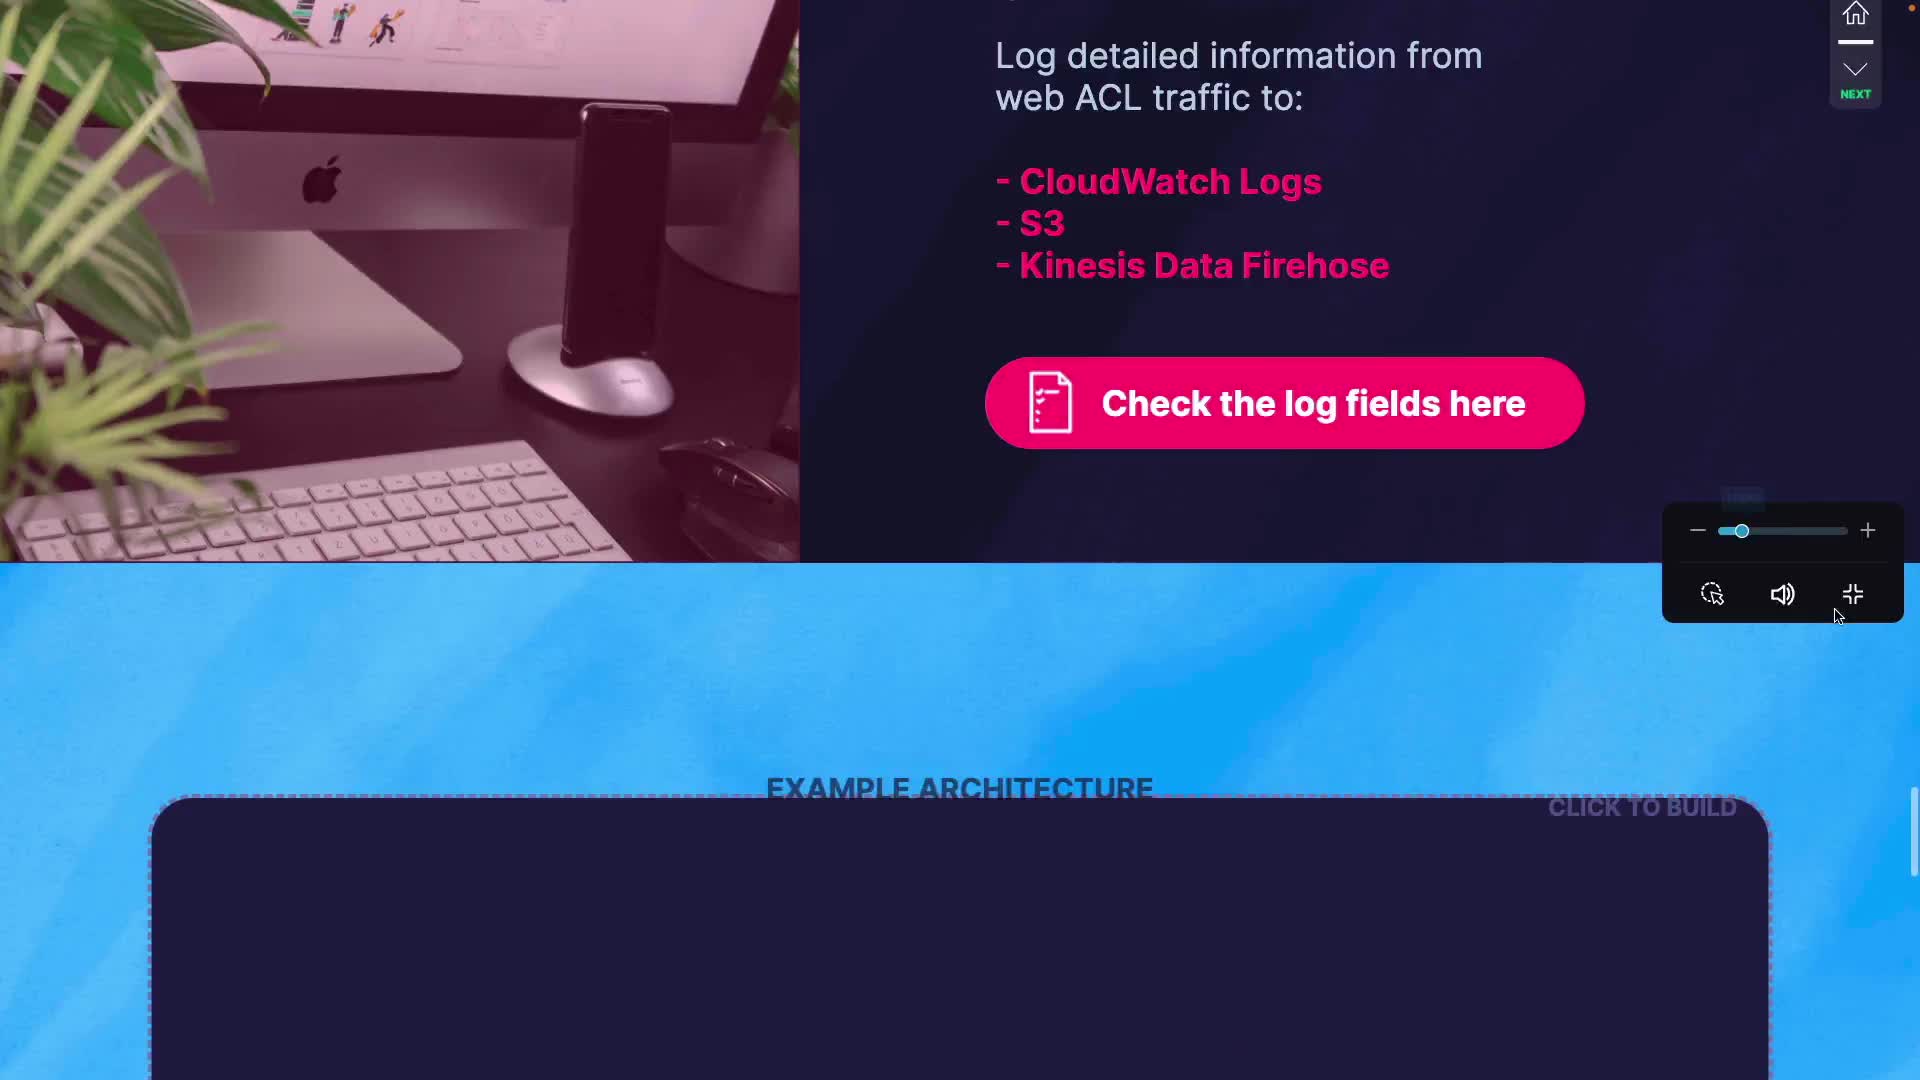 Log detailed information from
web ACL traffic to:
- CloudWatch Logs
- S3
- Kinesis Data Firehose
Check the log fields here
NEXT
EXAMPLE ARCHITECTURE
CLICK TO BUILD